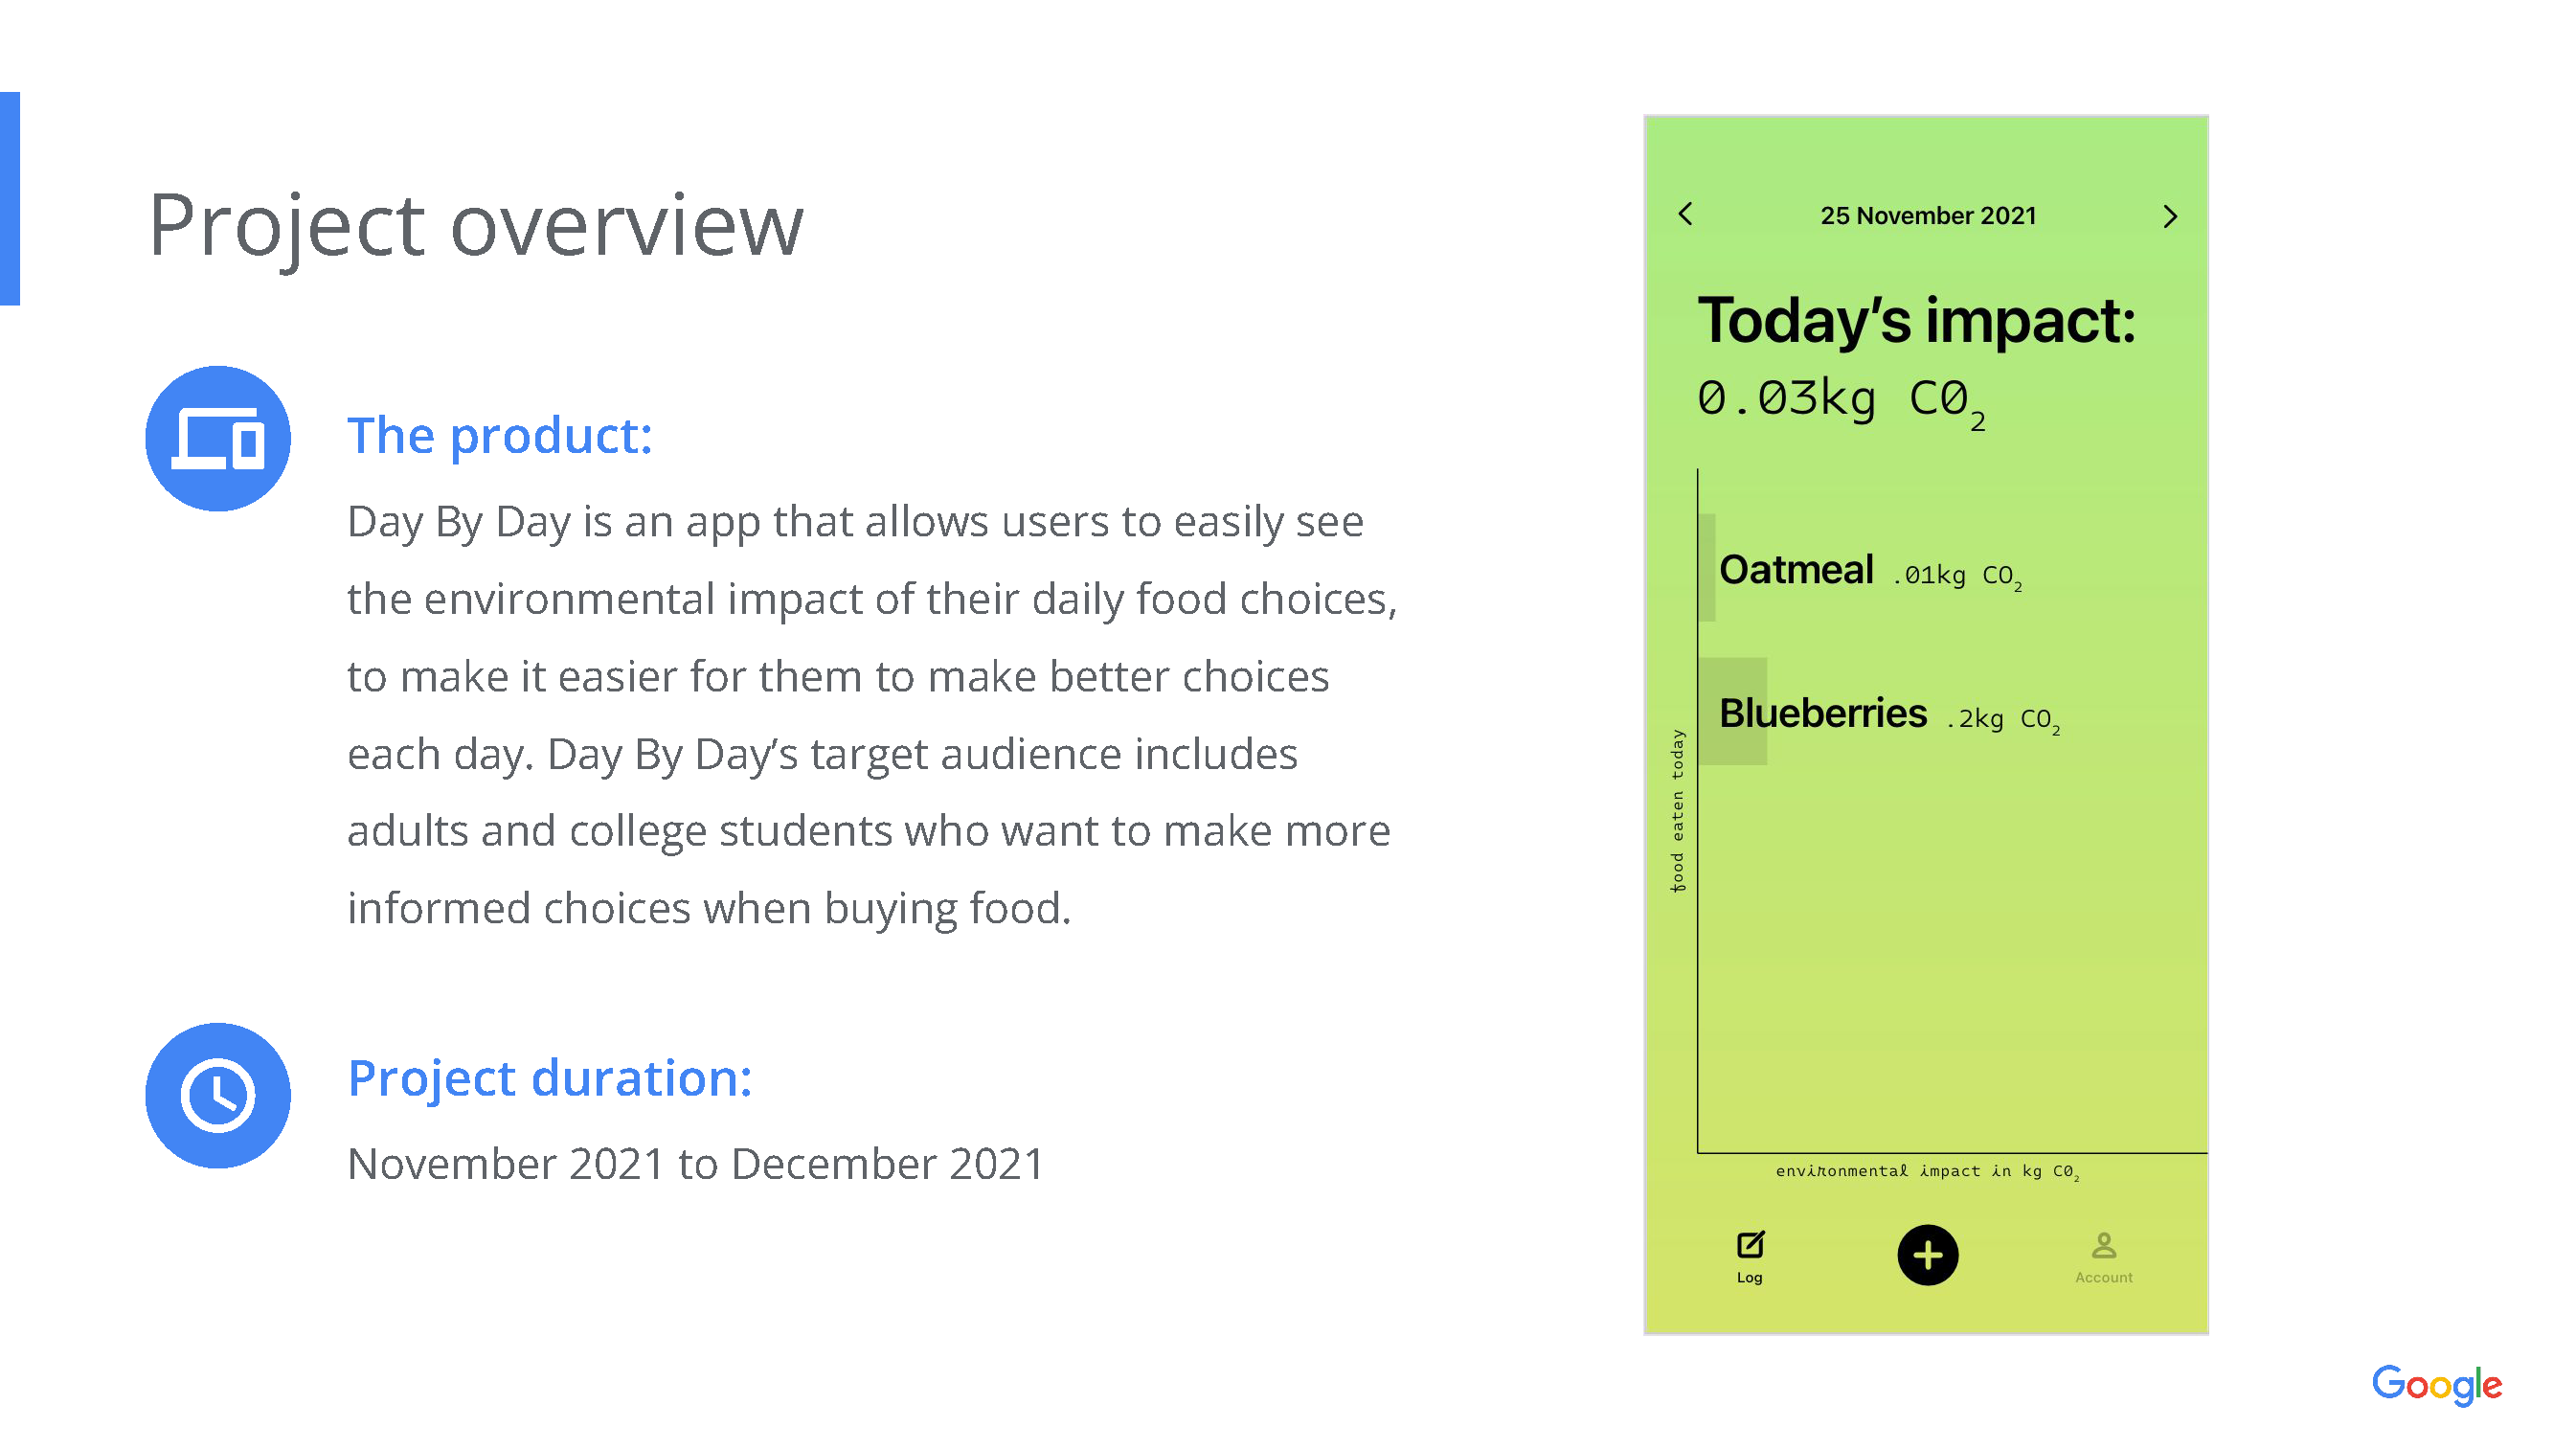 Project overview
The product:
Day By Day is an app that allows users to easily see
the environmental impact of their daily food choices,
to make it easier for them to make better choices
each day. Day By Day’s target audience includes
adults and college students who want to make more
informed choices when buying food.
Project duration:
November 2021 to December 2021
25 November 2021
Today’s impact:
0.03kg C0₂
Oatmeal .01kg CO₂
Blueberries .2kg CO₂
food eaten today
environmental impact in kg C0₂
Log
Account
Google